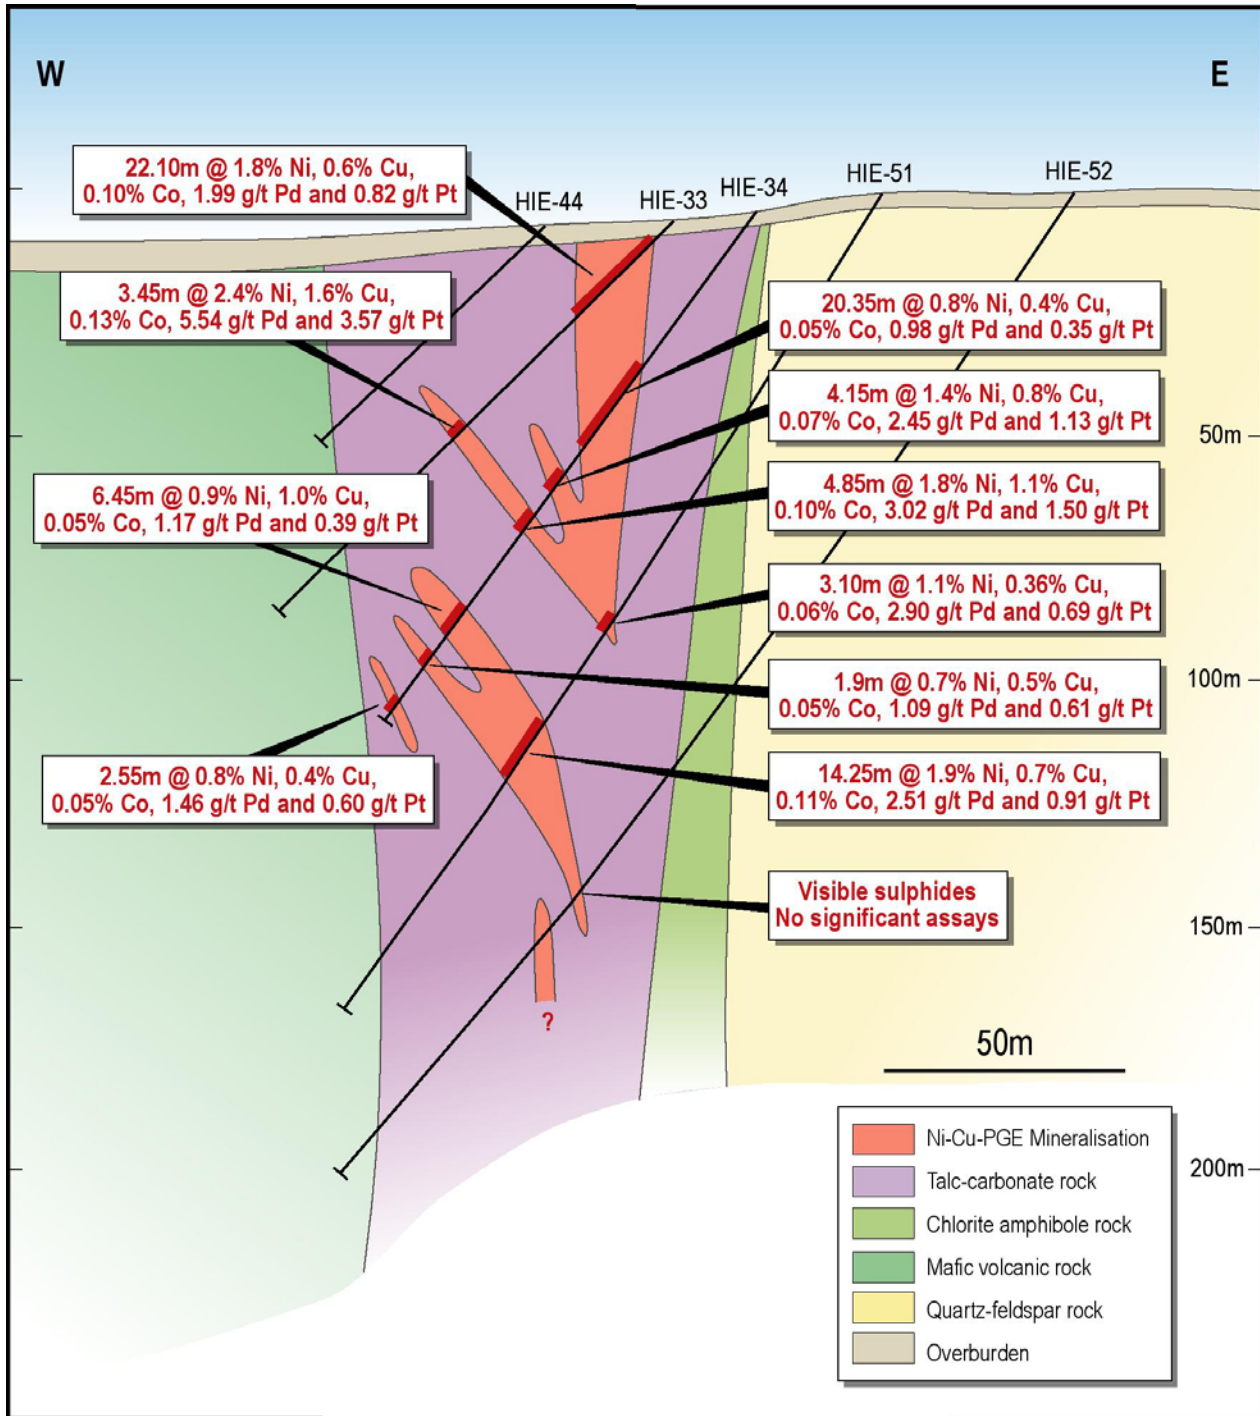 W
E
22.10m @ 1.8% Ni, 0.6% Cu,
0.10% Co, 1.99 g/t Pd and 0.82 g/t Pt
HIE-44
HIE-33
HIE-34
HIE-51
HIE-52
3.45m @ 2.4% Ni, 1.6% Cu,
0.13% Co, 5.54 g/t Pd and 3.57 g/t Pt
20.35m @ 0.8% Ni, 0.4% Cu,
0.05% Co, 0.98 g/t Pd and 0.35 g/t Pt
4.15m @ 1.4% Ni, 0.8% Cu,
0.07% Co, 2.45 g/t Pd and 1.13 g/t Pt
50m
6.45m @ 0.9% Ni, 1.0% Cu,
0.05% Co, 1.17 g/t Pd and 0.39 g/t Pt
4.85m @ 1.8% Ni, 1.1% Cu,
0.10% Co, 3.02 g/t Pd and 1.50 g/t Pt
3.10m @ 1.1% Ni, 0.36% Cu,
0.06% Co, 2.90 g/t Pd and 0.69 g/t Pt
1.9m @ 0.7% Ni, 0.5% Cu,
0.05% Co, 1.09 g/t Pd and 0.61 g/t Pt
100m
2.55m @ 0.8% Ni, 0.4% Cu,
0.05% Co, 1.46 g/t Pd and 0.60 g/t Pt
14.25m @ 1.9% Ni, 0.7% Cu,
0.11% Co, 2.51 g/t Pd and 0.91 g/t Pt
Visible sulphides
No significant assays
150m
?
50m
200m
Ni-Cu-PGE Mineralisation
Talc-carbonate rock
Chlorite amphibole rock
Mafic volcanic rock
Quartz-feldspar rock
Overburden